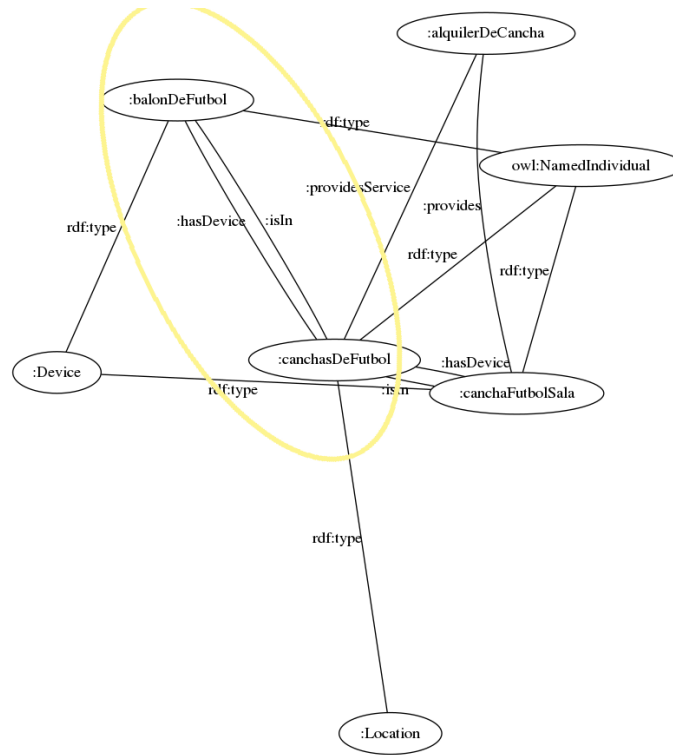 :alquilerDeCancha
:balonDeFutbol
rdf:type
owl:NamedIndividual
:providesService
:provides
:hasDevice
:isIn
rdf:type
rdf:type
rdf:type
:canchasDeFutbol
:hasDevice
:Device
rdf:type
:isIn
:canchaFutbolSala
rdf:type
:Location